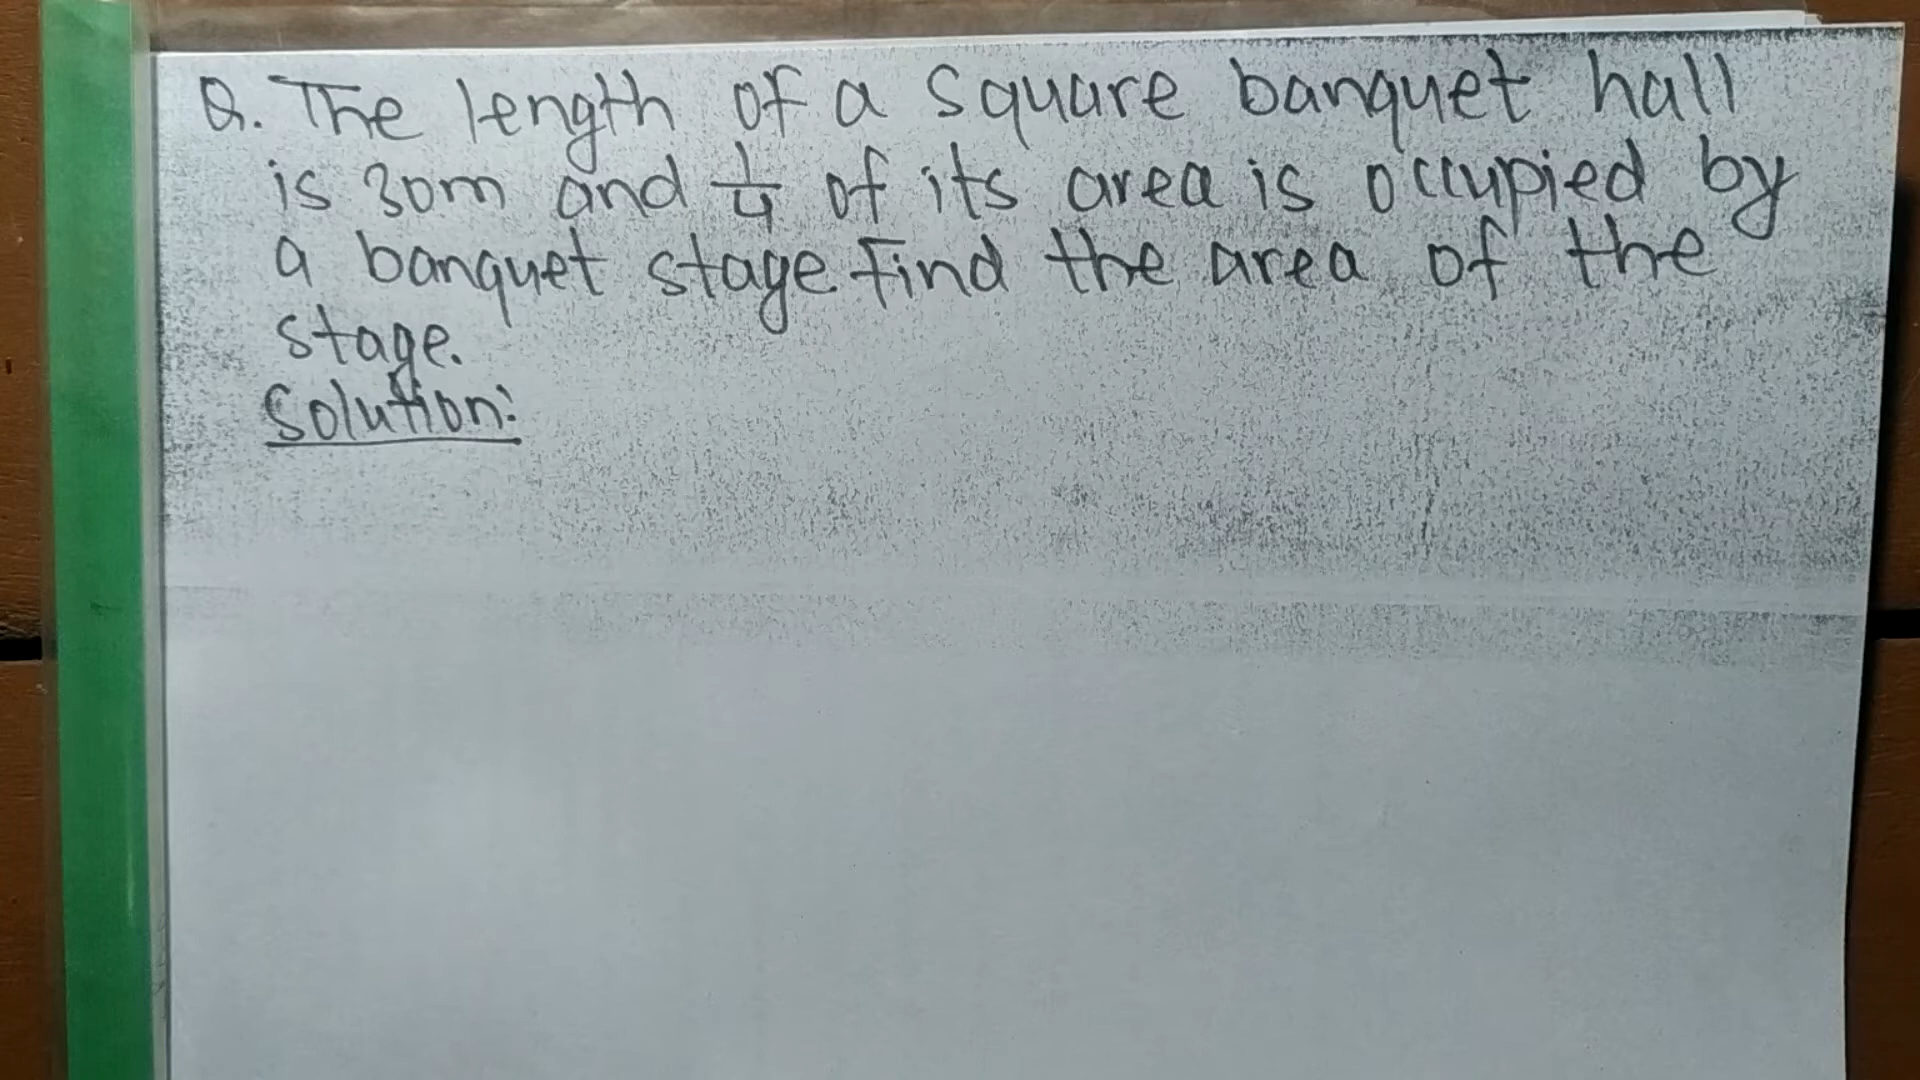 Q. The length of a square banquet hall
is 30m and 1/4 of its area is occupied by
a banquet stage. Find the area of the
stage.
Solution: